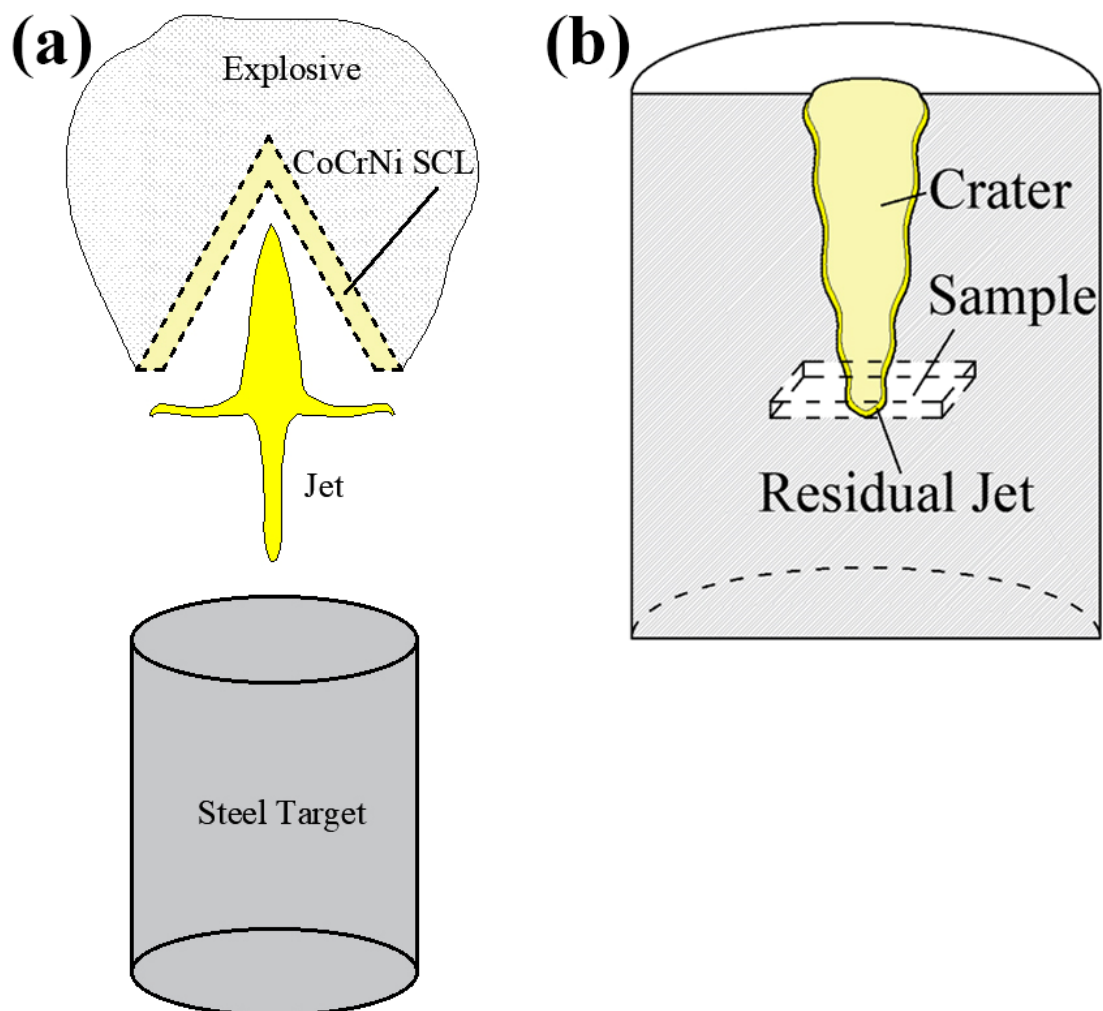 (a)
Explosive
CoCrNi SCL
Jet
Steel Target
(b)
Crater
Sample
Residual Jet